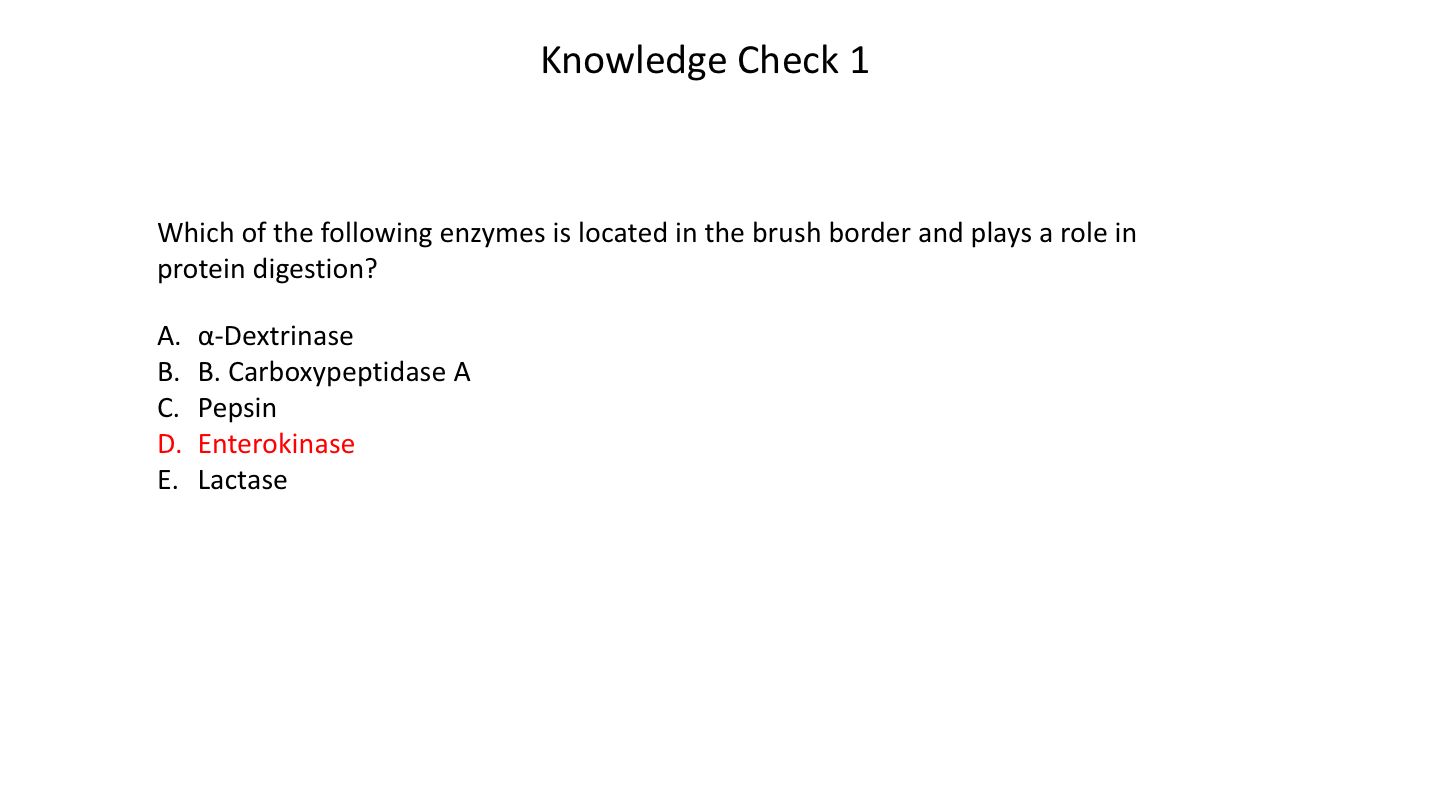 Knowledge Check 1
Which of the following enzymes is located in the brush border and plays a role in
protein digestion?
A. α-Dextrinase
B. B. Carboxypeptidase A
C. Pepsin
D. Enterokinase
E. Lactase